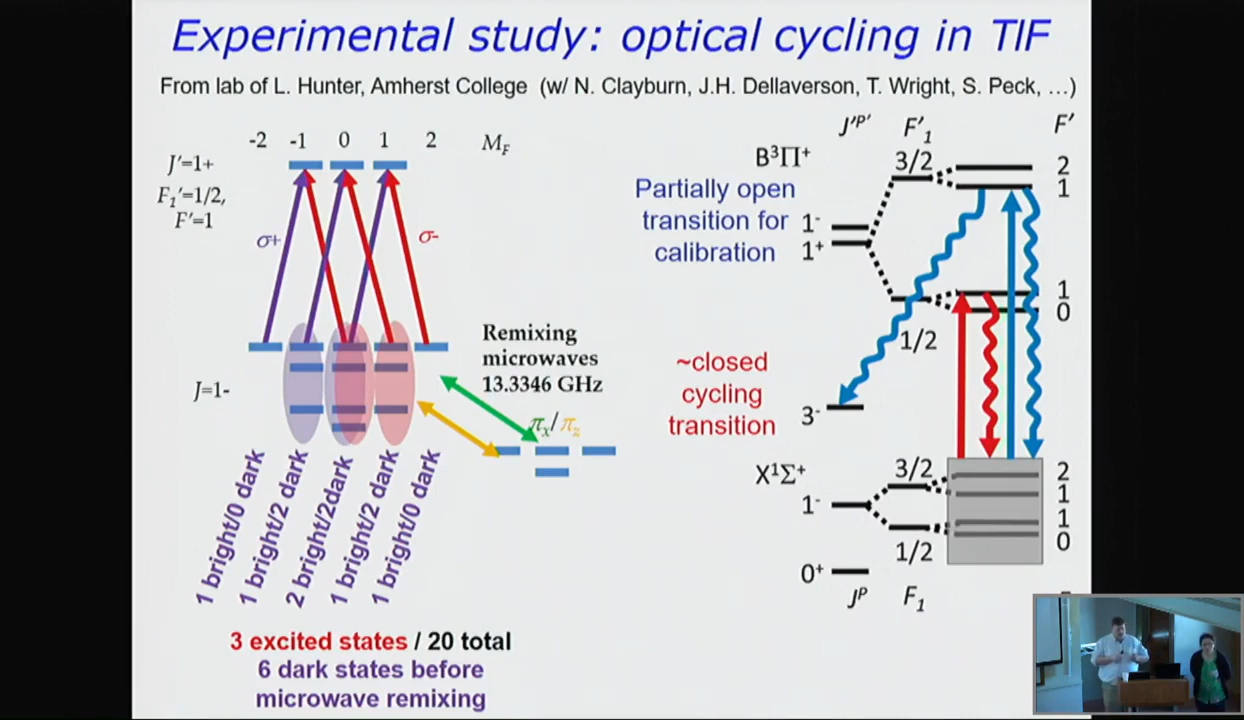 Experimental study: optical cycling in TlF
From lab of L. Hunter, Amherst College (w/ N. Clayburn, J.H. Dellaverson, T. Wright, S. Peck, …)
-2 -1 0 1 2 M_F
J'=1+
F₁'=1/2,
F'=1
σ+
σ-
J=1-
Remixing
microwaves
13.3346 GHz
π_x/π_z
1 bright/0 dark
1 bright/2 dark
2 bright/2dark
1 bright/2 dark
1 bright/0 dark
3 excited states / 20 total
6 dark states before
microwave remixing
J'^P' F'₁ F'
B³Π⁺
3/2
2
1
Partially open
transition for
calibration
1⁻
1⁺
1
0
1/2
~closed
cycling
transition
3⁻
X¹Σ⁺
3/2
2
1
1⁻
1
0
1/2
0⁺
J^P F₁